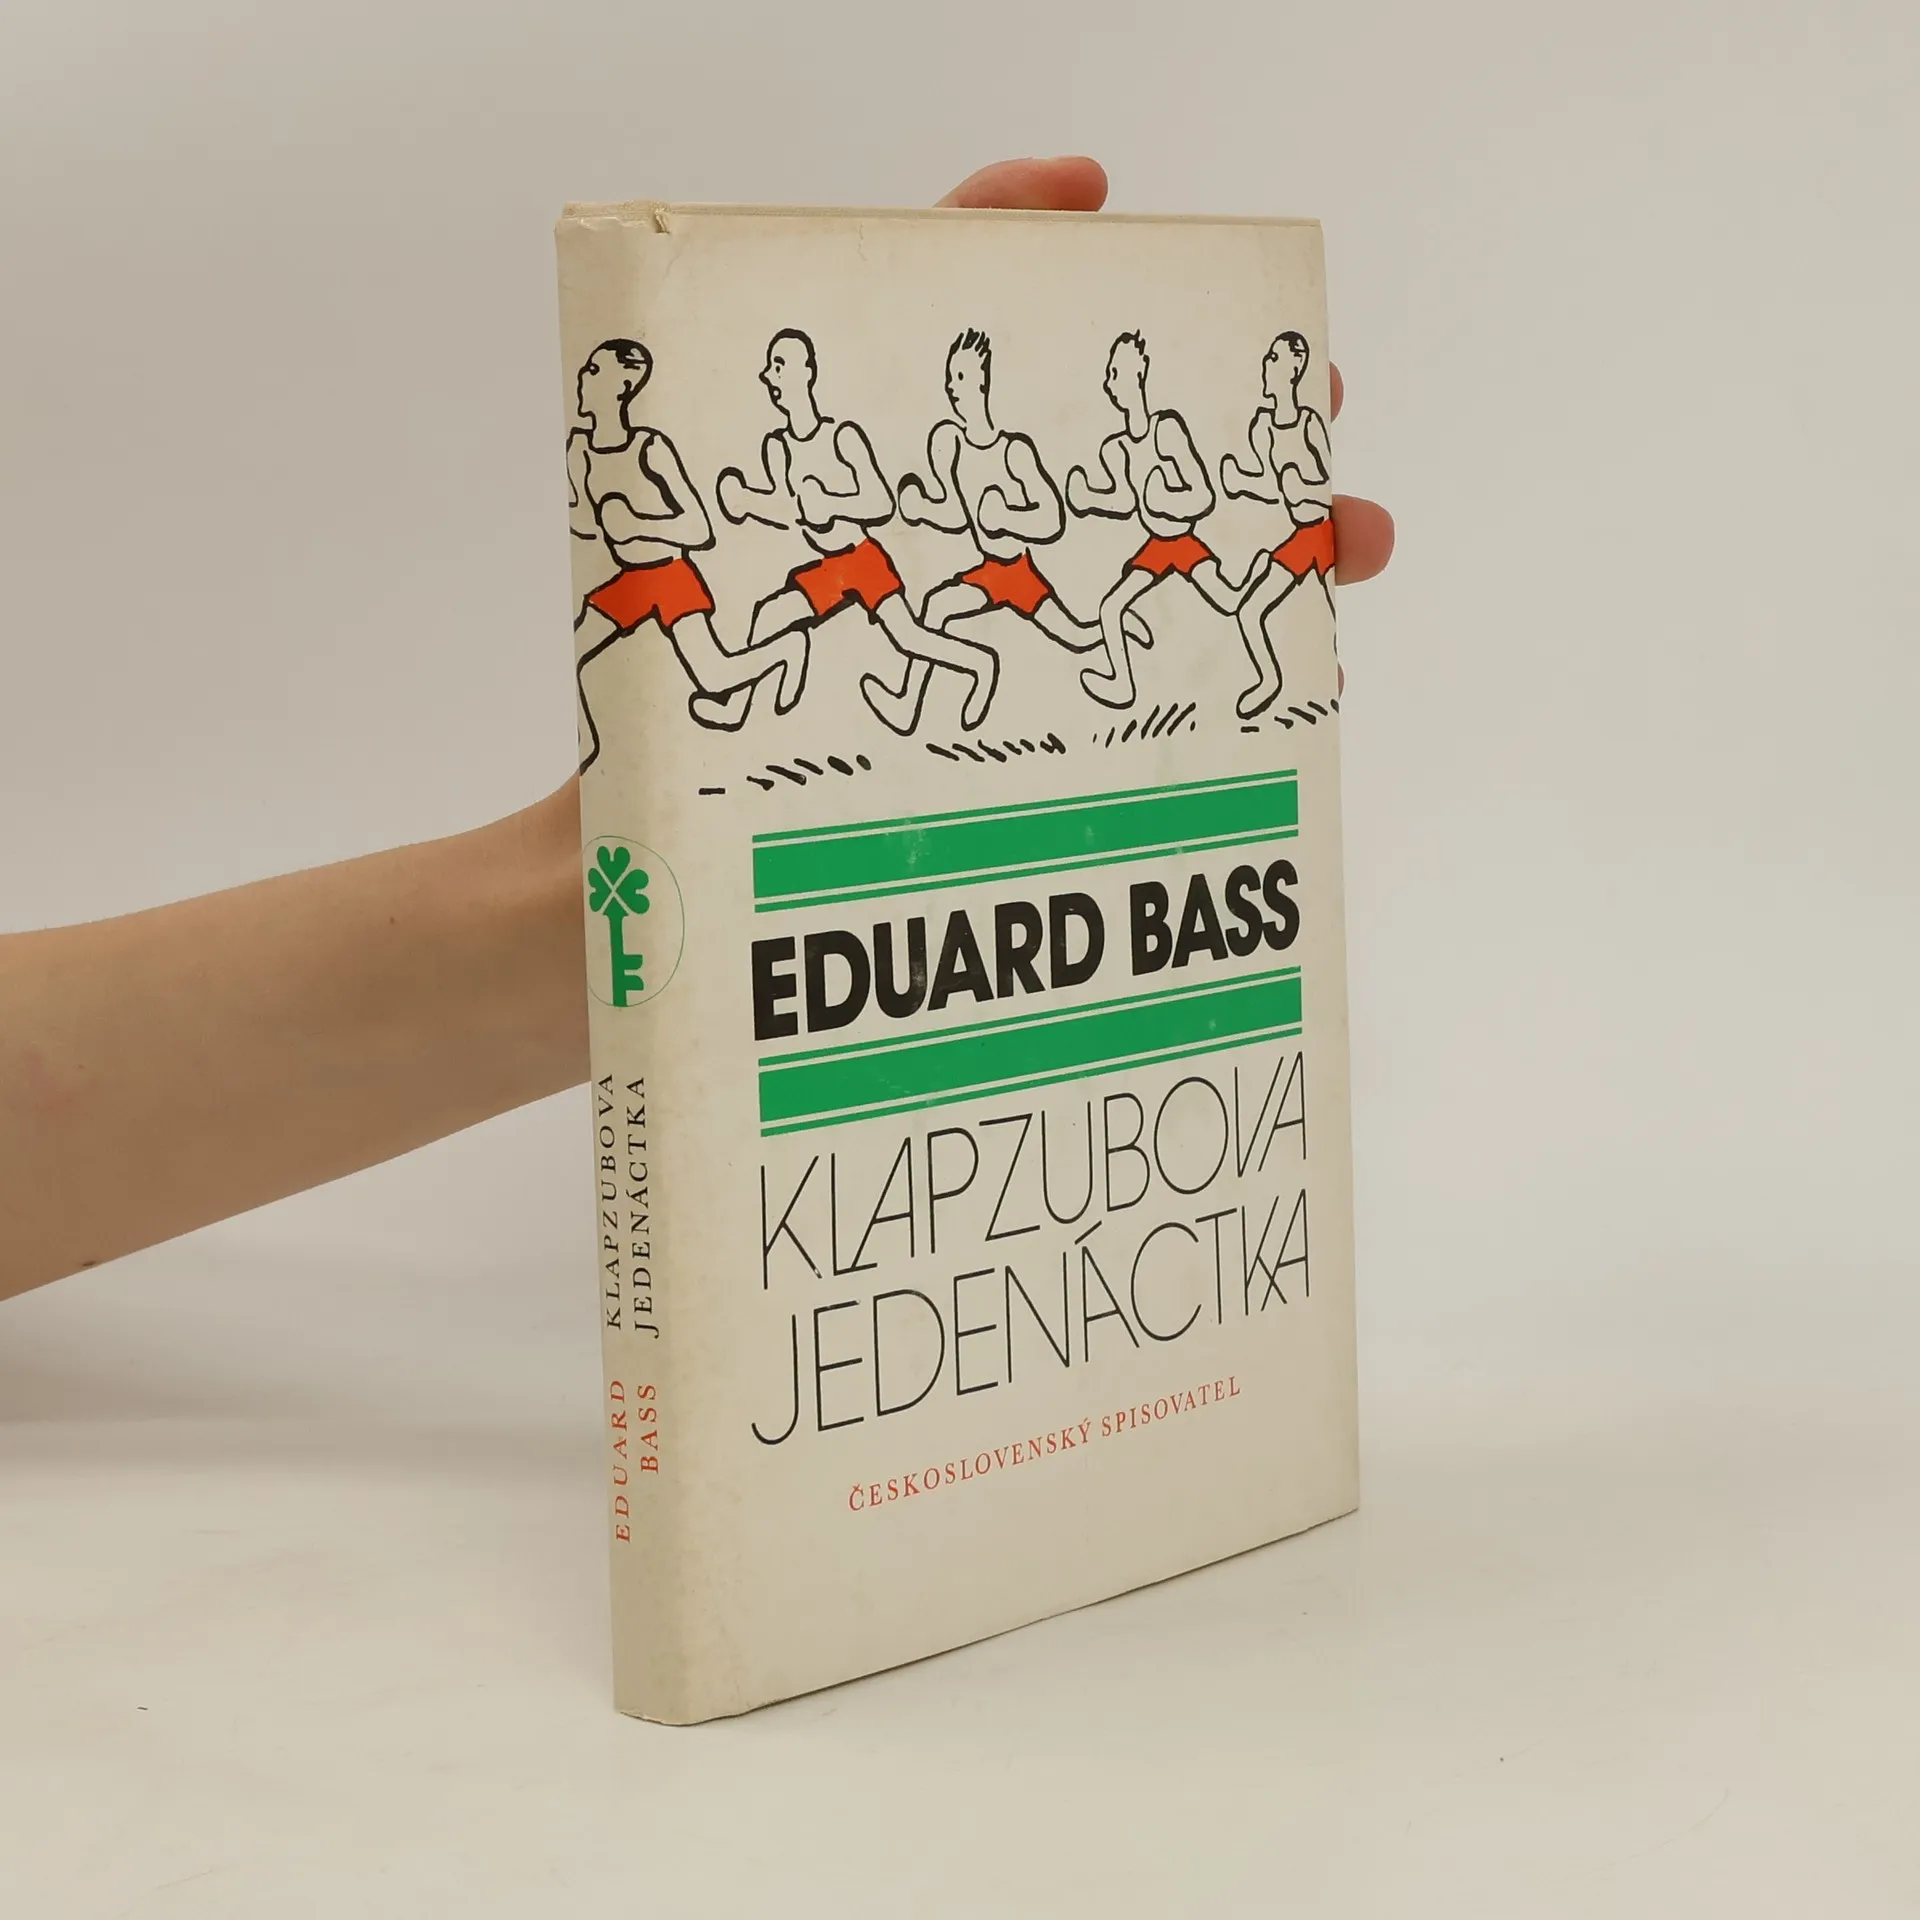 EDUARD BASS
KLAPZUBOVA
JEDENÁCTKA
ČESKOSLOVENSKÝ SPISOVATEL
EDUARD KLAPZUBOVA
BASS JEDENÁCTKA